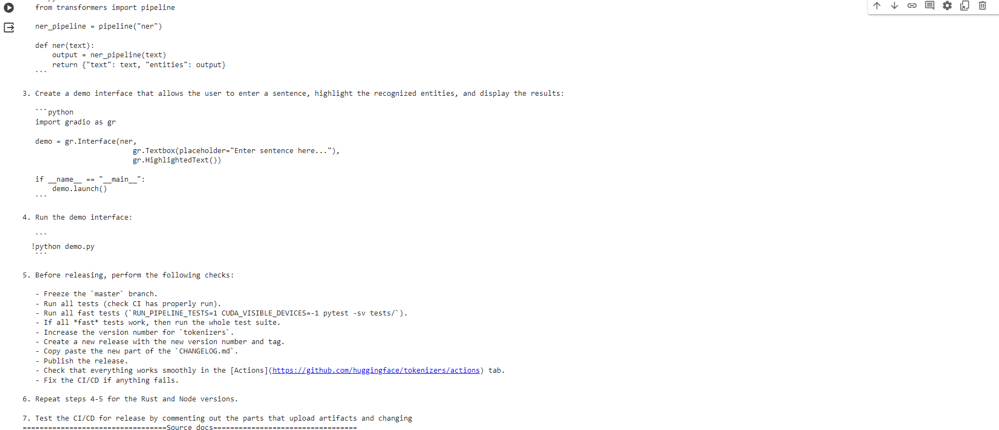 from transformers import pipeline
ner_pipeline = pipeline("ner")
def ner(text):
    output = ner_pipeline(text)
    return {"text": text, "entities": output}
```
3. Create a demo interface that allows the user to enter a sentence, highlight the recognized entities, and display the results:
```python
import gradio as gr
demo = gr.Interface(ner,
                       gr.Textbox(placeholder="Enter sentence here..."),
                       gr.HighlightedText())
if __name__ == "__main__":
    demo.launch()
```
4. Run the demo interface:
```
!python demo.py
```
5. Before releasing, perform the following checks:
- Freeze the `master` branch.
- Run all tests (check CI has properly run).
- Run all fast tests (`RUN_PIPELINE_TESTS=1 CUDA_VISIBLE_DEVICES=-1 pytest -sv tests/`).
- If all *fast* tests work, then run the whole test suite.
- Increase the version number for `tokenizers`.
- Create a new release with the new version number and tag.
- Copy paste the new part of the `CHANGELOG.md`.
- Publish the release.
- Check that everything works smoothly in the [Actions](https://github.com/huggingface/tokenizers/actions) tab.
- Fix the CI/CD if anything fails.
6. Repeat steps 4-5 for the Rust and Node versions.
7. Test the CI/CD for release by commenting out the parts that upload artifacts and changing
==================================Source docs==================================